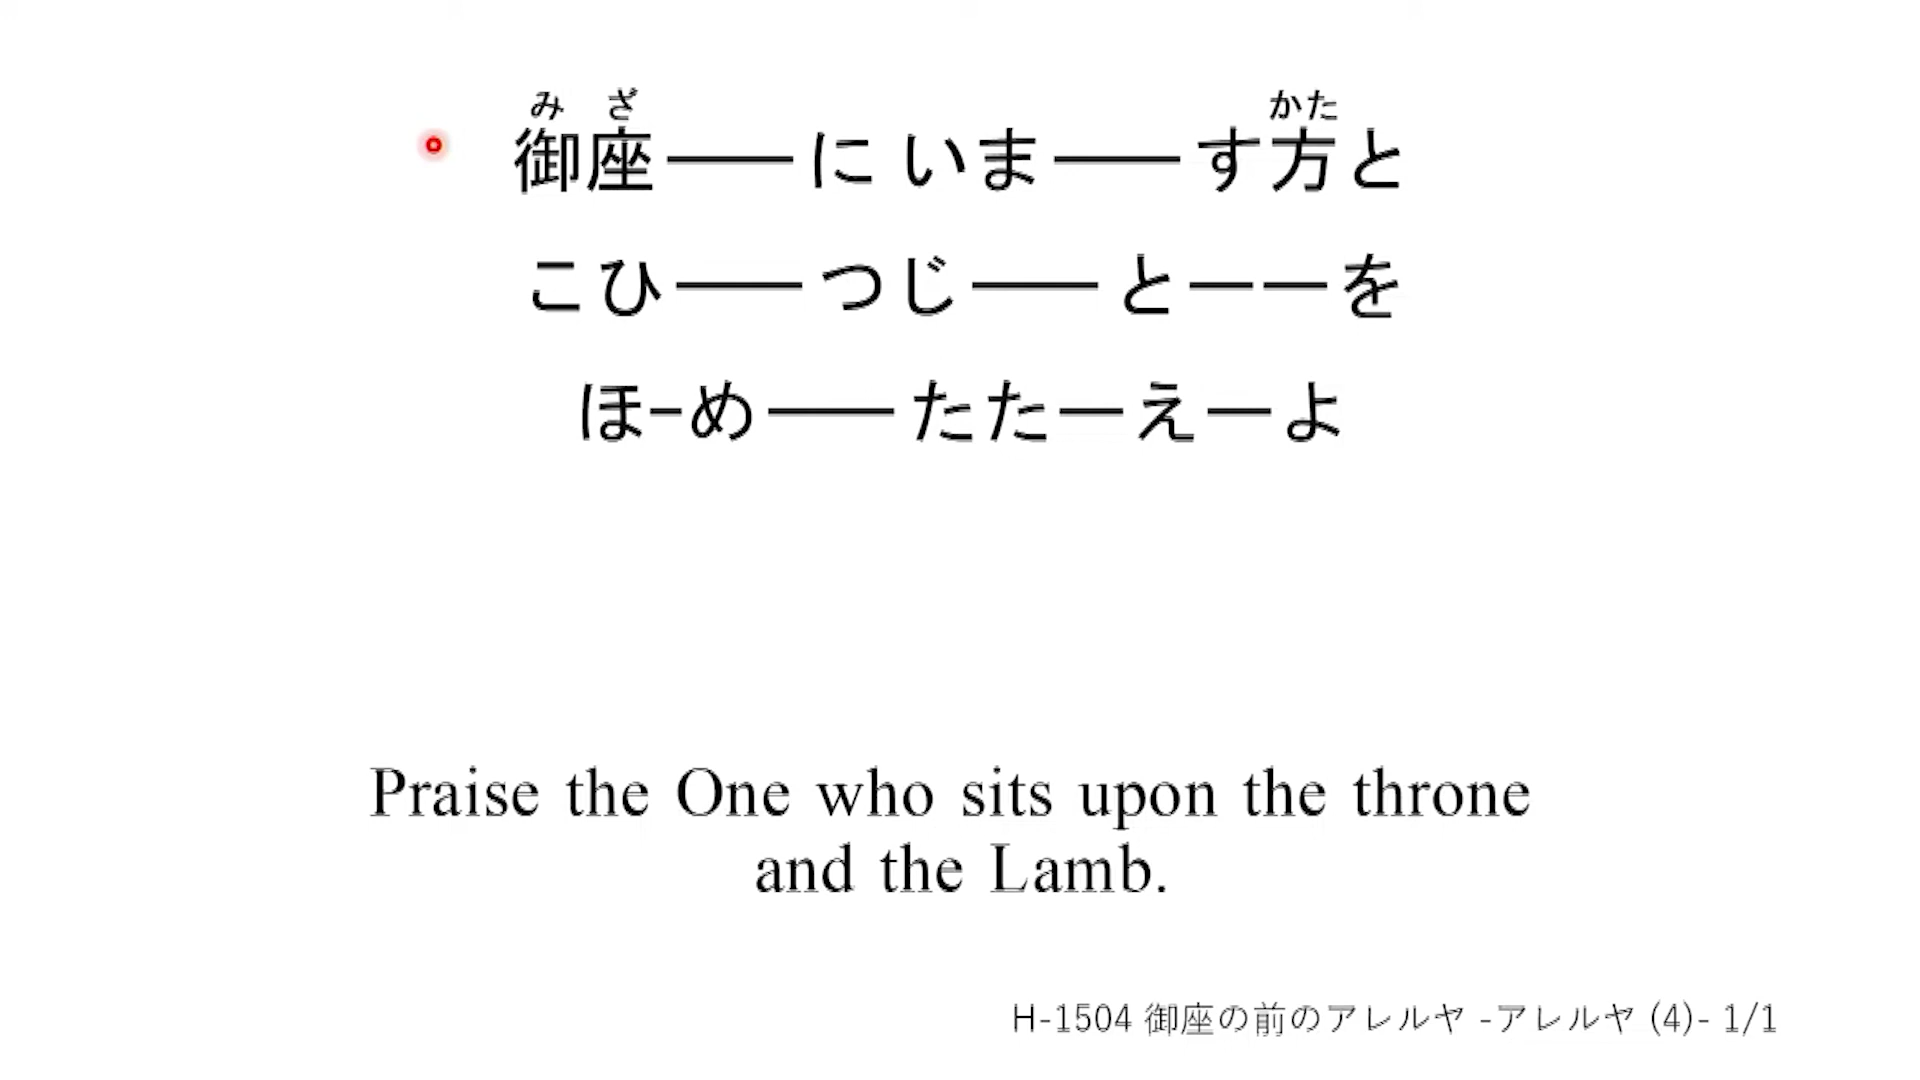 み ざ かた
御座――に いま――す方と
こひ――つじ――と―－―を
ほ-め――たた―え―よ
Praise the One who sits upon the throne
and the Lamb.
H-1504 御座の前のアレルヤ -アレルヤ (4)- 1/1